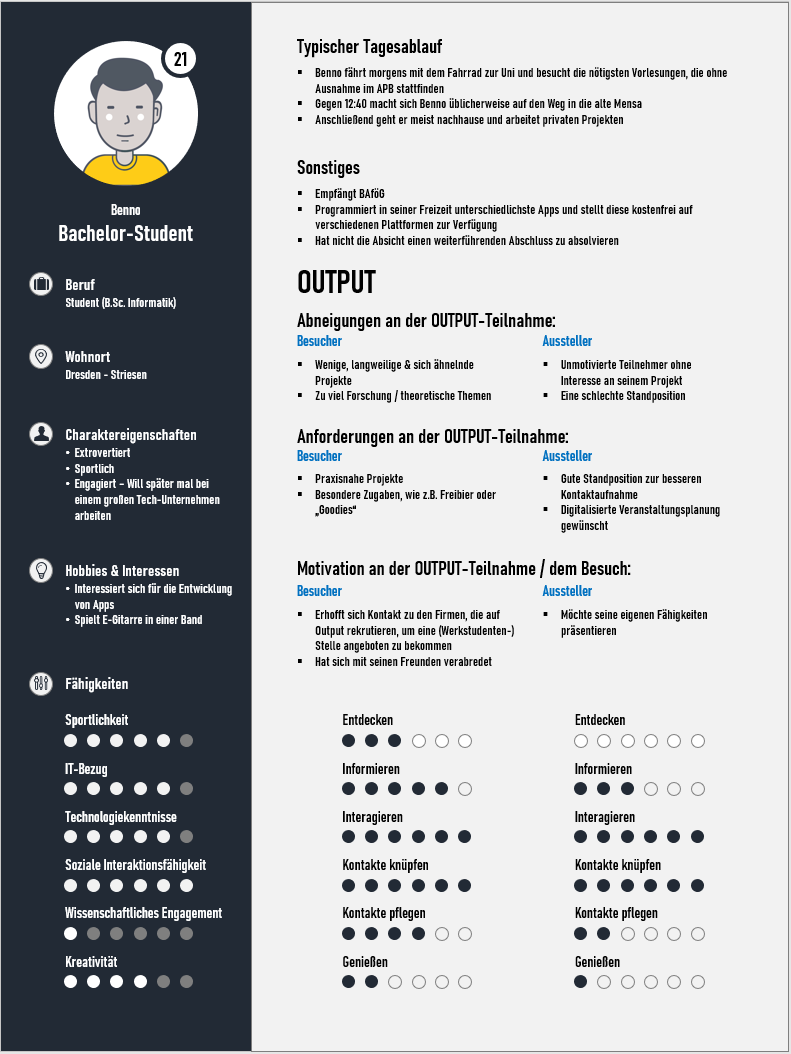 21
Benno
Bachelor-Student
Beruf
Student (B.Sc. Informatik)
Wohnort
Dresden - Striesen
Charaktereigenschaften
• Extrovertiert
• Sportlich
• Engagiert – Will später mal bei
einem großen Tech-Unternehmen
arbeiten
Hobbies & Interessen
• Interessiert sich für die Entwicklung
von Apps
• Spielt E-Gitarre in einer Band
Fähigkeiten
Sportlichkeit
IT-Bezug
Technologiekenntnisse
Soziale Interaktionsfähigkeit
Wissenschaftliches Engagement
Kreativität
Typischer Tagesablauf
▪ Benno fährt morgens mit dem Fahrrad zur Uni und besucht die nötigsten Vorlesungen, die ohne
Ausnahme im APB stattfinden
▪ Gegen 12:40 macht sich Benno üblicherweise auf den Weg in die alte Mensa
▪ Anschließend geht er meist nachhause und arbeitet privaten Projekten
Sonstiges
▪ Empfängt BAföG
▪ Programmiert in seiner Freizeit unterschiedlichste Apps und stellt diese kostenfrei auf
verschiedenen Plattformen zur Verfügung
▪ Hat nicht die Absicht einen weiterführenden Abschluss zu absolvieren
OUTPUT
Abneigungen an der OUTPUT-Teilnahme:
Besucher
▪ Wenige, langweilige & sich ähnelnde
Projekte
▪ Zu viel Forschung / theoretische Themen
Aussteller
▪ Unmotivierte Teilnehmer ohne
Interesse an seinem Projekt
▪ Eine schlechte Standposition
Anforderungen an der OUTPUT-Teilnahme:
Besucher
▪ Praxisnahe Projekte
▪ Besondere Zugaben, wie z.B. Freibier oder
„Goodies“
Aussteller
▪ Gute Standposition zur besseren
Kontaktaufnahme
▪ Digitalisierte Veranstaltungsplanung
gewünscht
Motivation an der OUTPUT-Teilnahme / dem Besuch:
Besucher
▪ Erhofft sich Kontakt zu den Firmen, die auf
Output rekrutieren, um eine (Werkstudenten-)
Stelle angeboten zu bekommen
▪ Hat sich mit seinen Freunden verabredet
Aussteller
▪ Möchte seine eigenen Fähigkeiten
präsentieren
Entdecken
Informieren
Interagieren
Kontakte knüpfen
Kontakte pflegen
Genießen
Entdecken
Informieren
Interagieren
Kontakte knüpfen
Kontakte pflegen
Genießen